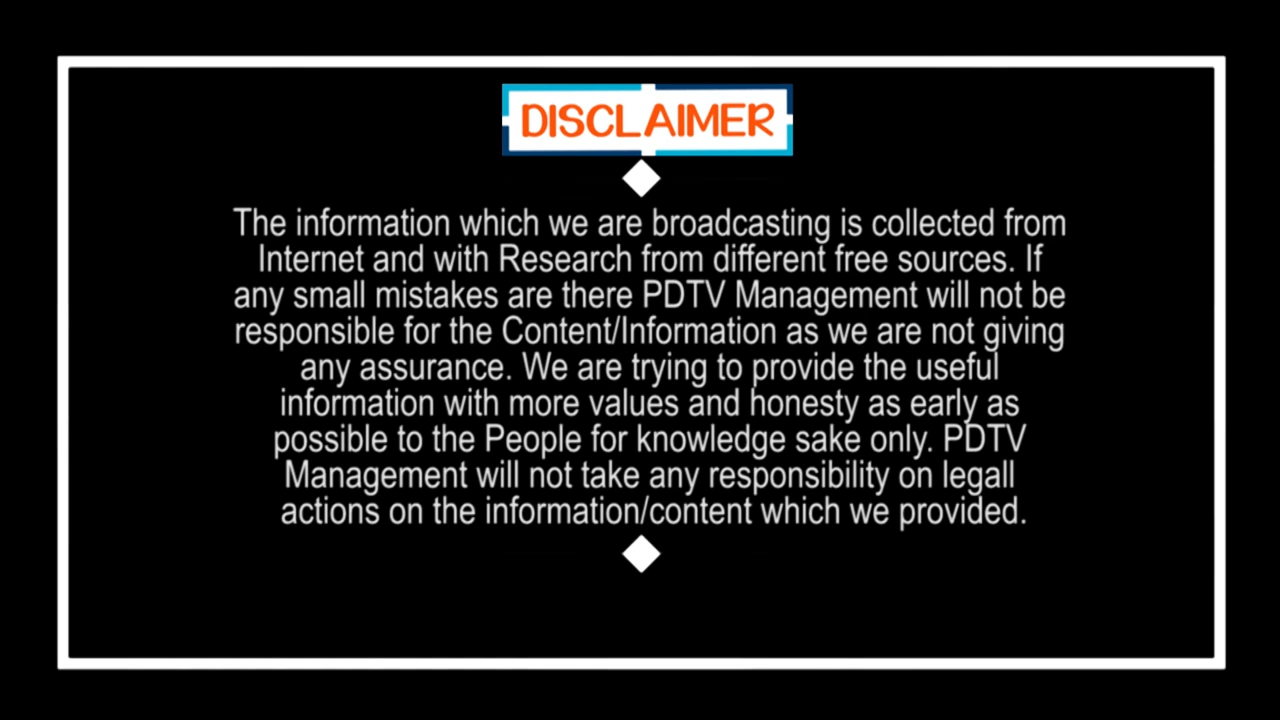 DISCLAIMER
The information which we are broadcasting is collected from
Internet and with Research from different free sources. If
any small mistakes are there PDTV Management will not be
responsible for the Content/Information as we are not giving
any assurance. We are trying to provide the useful
information with more values and honesty as early as
possible to the People for knowledge sake only. PDTV
Management will not take any responsibility on legall
actions on the information/content which we provided.